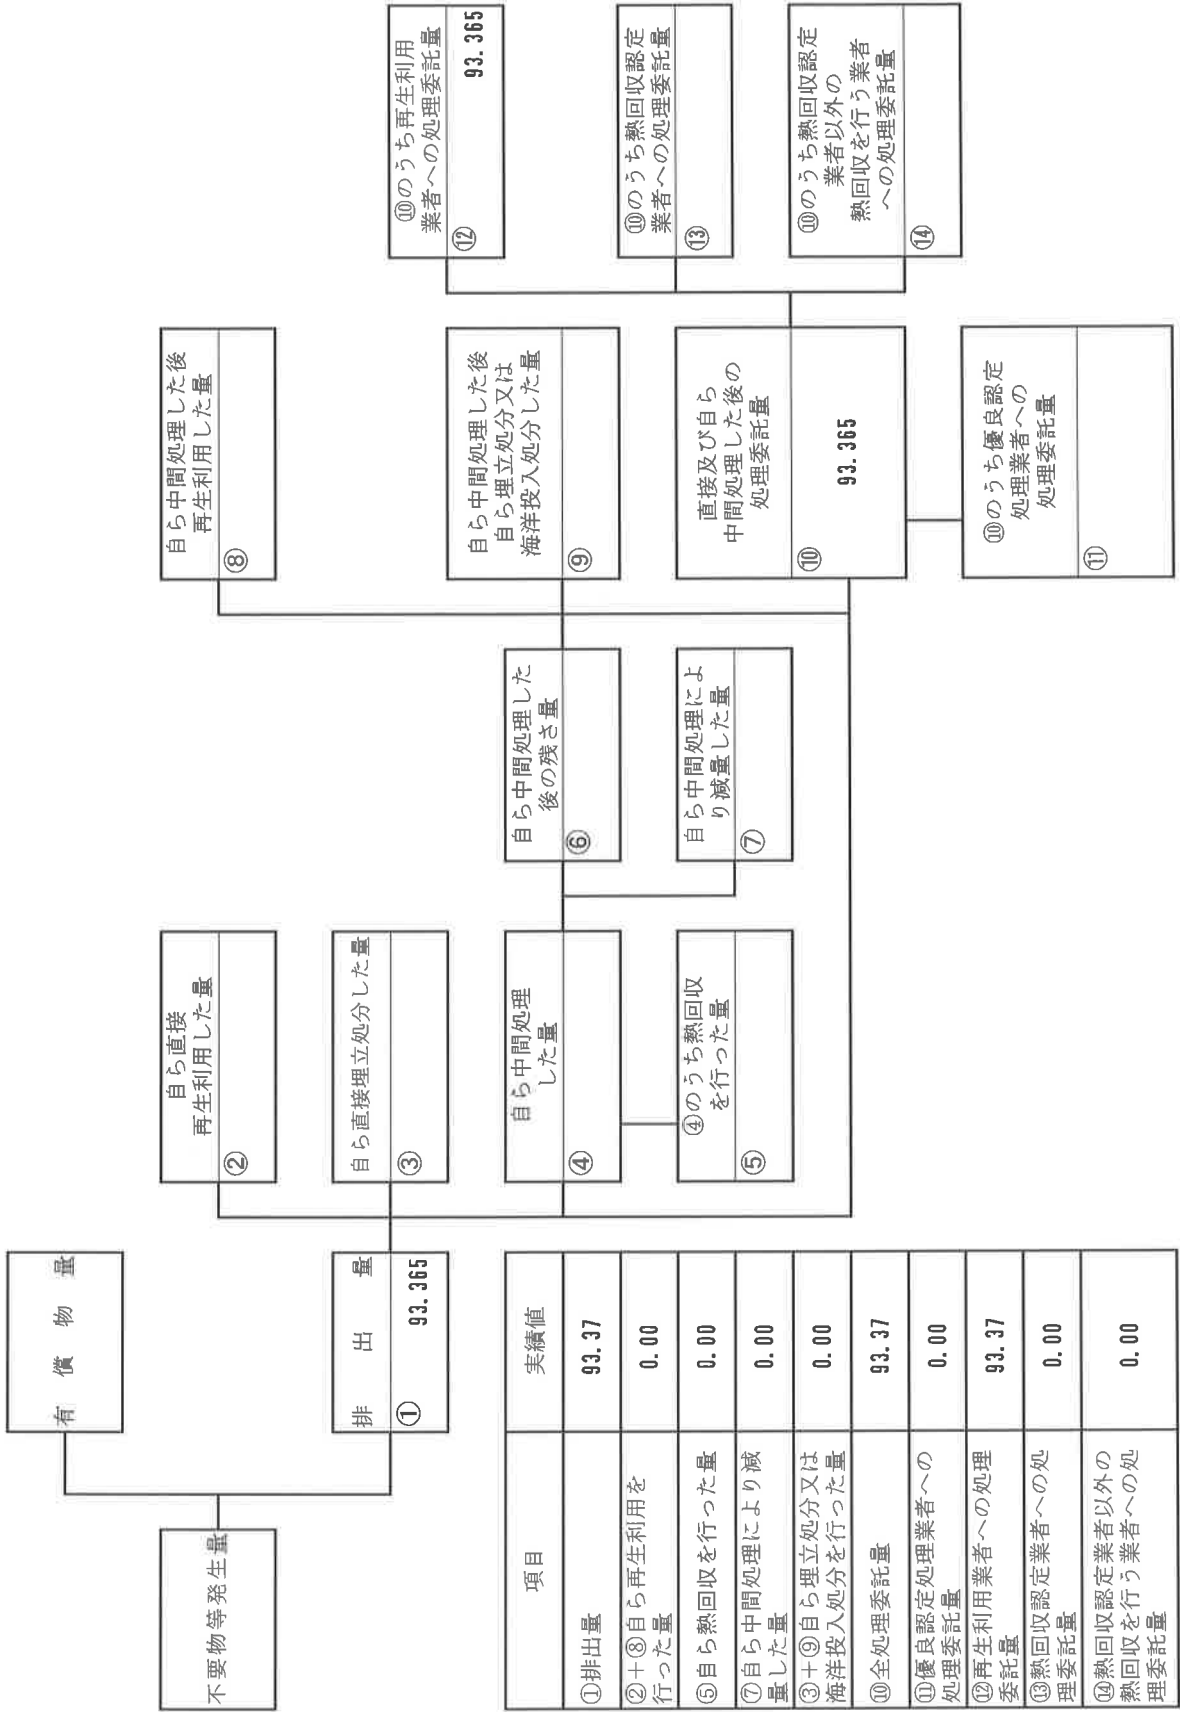 不要物等発生量
有償物量
排出量
① 93.365
自ら直接
再生利用した量
②
自ら直接埋立処分した量
③
自ら中間処理
した量
④
④のうち熱回収
を行った量
⑤
自ら中間処理した
後の残さ量
⑥
自ら中間処理によ
り減量した量
⑦
自ら中間処理した後
再生利用した量
⑧
自ら中間処理した後
自ら埋立処分又は
海洋投入処分した量
⑨
直接及び自ら
中間処理した後の
処理委託量
⑩
93.365
⑩のうち優良認定
処理業者への
処理委託量
⑪
⑩のうち再生利用
業者への処理委託量
⑫
93.365
⑩のうち熱回収認定
業者への処理委託量
⑬
⑩のうち熱回収認定
業者以外の
熱回収を行う業者
への処理委託量
⑭
項目 実績値
①排出量 93.37
②+⑧自ら再生利用を
行った量 0.00
⑤自ら熱回収を行った量 0.00
⑦自ら中間処理により減
量した量 0.00
③+⑨自ら埋立処分又は
海洋投入処分を行った量 0.00
⑩全処理委託量 93.37
⑪優良認定処理業者への
処理委託量 0.00
⑫再生利用業者への処理
委託量 93.37
⑬熱回収認定業者への処
理委託量 0.00
⑭熱回収認定業者以外の
熱回収を行う業者への処
理委託量 0.00